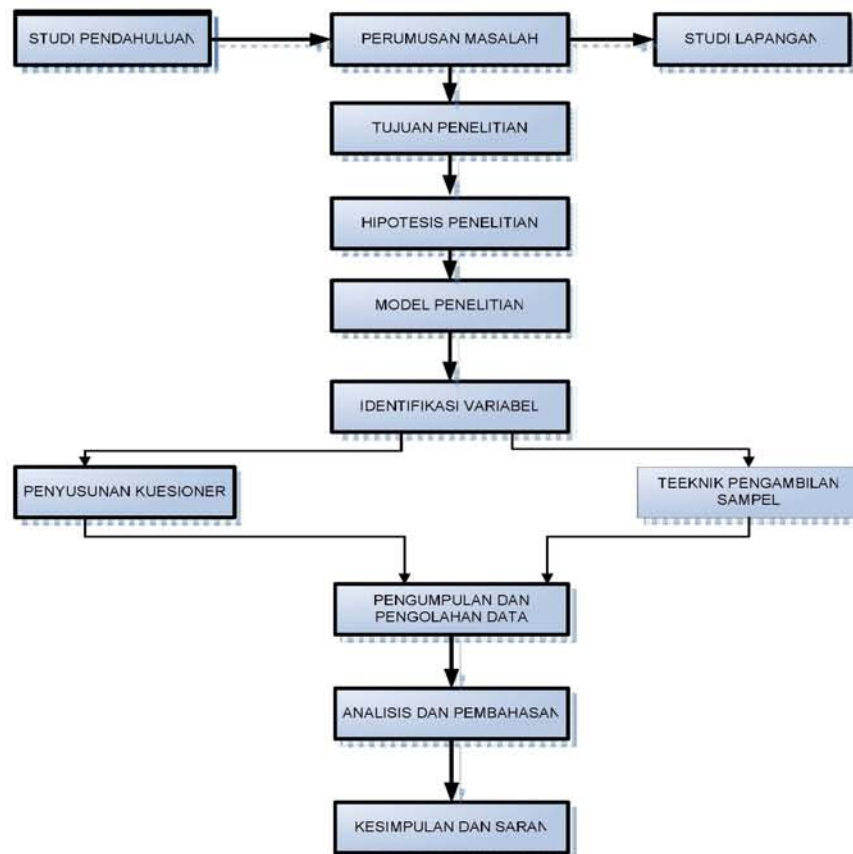 STUDI PENDAHULUAN
PERUMUSAN MASALAH
STUDI LAPANGAN
TUJUAN PENELITIAN
HIPOTESIS PENELITIAN
MODEL PENELITIAN
IDENTIFIKASI VARIABEL
PENYUSUNAN KUESIONER
TEEKNIK PENGAMBILAN
SAMPEL
PENGUMPULAN DAN
PENGOLAHAN DATA
ANALISIS DAN PEMBAHASAN
KESIMPULAN DAN SARAN